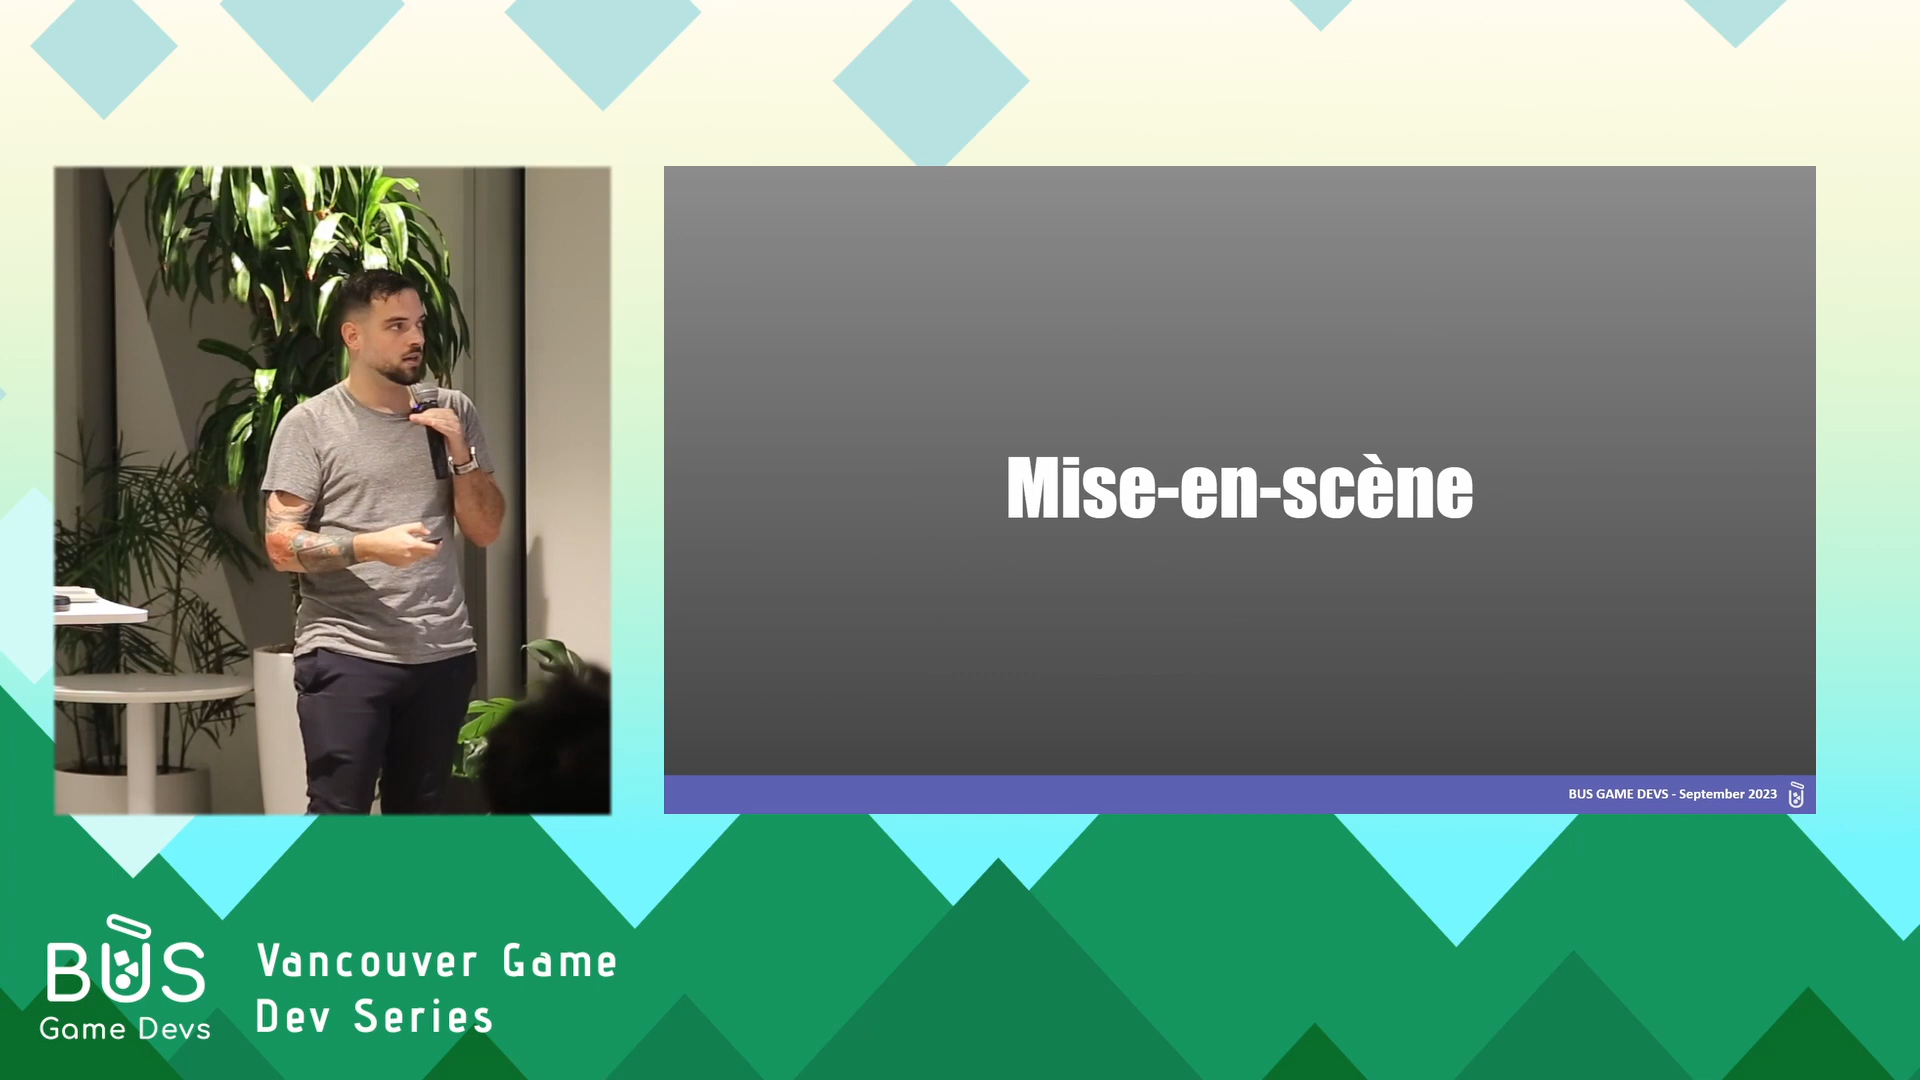 Mise-en-scène
BUS GAME DEVS - September 2023
BUS
Game Devs
Vancouver Game
Dev Series